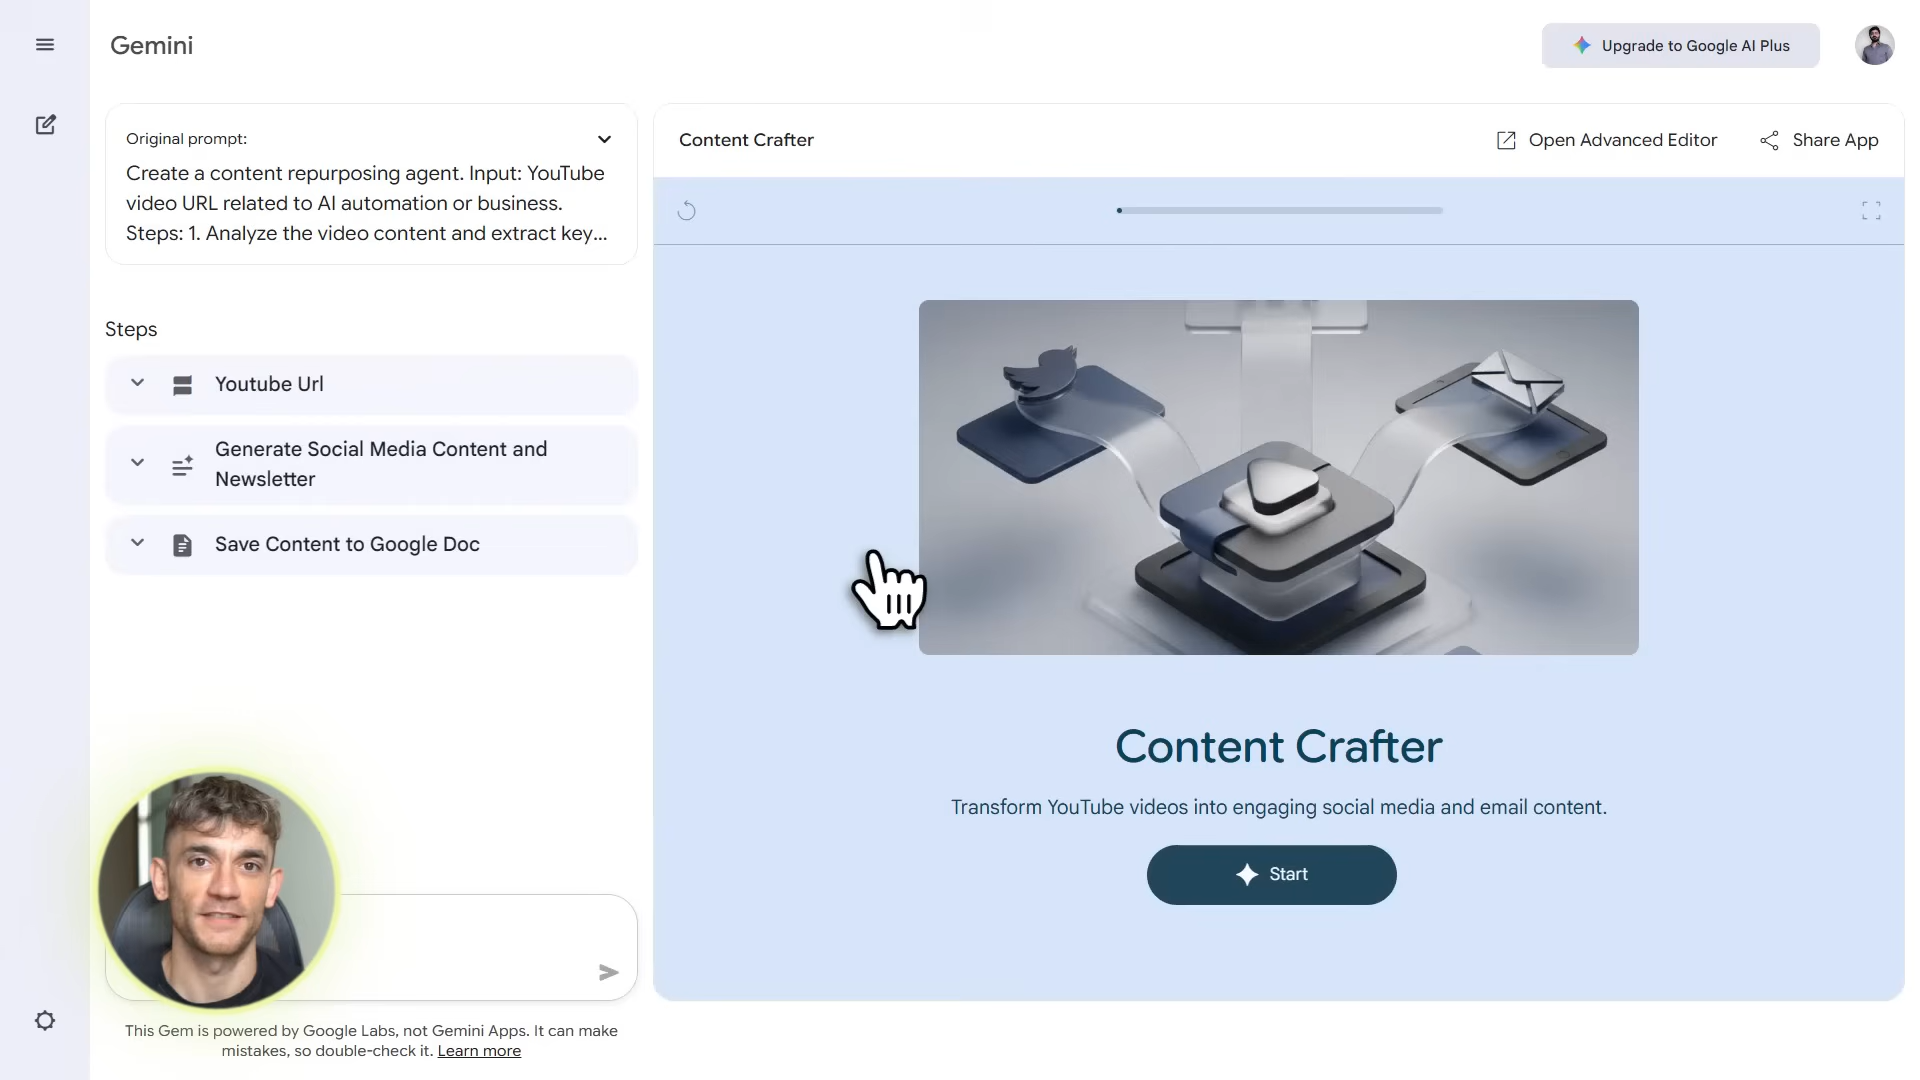 Gemini
Upgrade to Google AI Plus
Original prompt:
Create a content repurposing agent. Input: YouTube
video URL related to AI automation or business.
Steps: 1. Analyze the video content and extract key...
Steps
Youtube Url
Generate Social Media Content and
Newsletter
Save Content to Google Doc
This Gem is powered by Google Labs, not Gemini Apps. It can make
mistakes, so double-check it. Learn more
Content Crafter
Open Advanced Editor
Share App
Content Crafter
Transform YouTube videos into engaging social media and email content.
Start